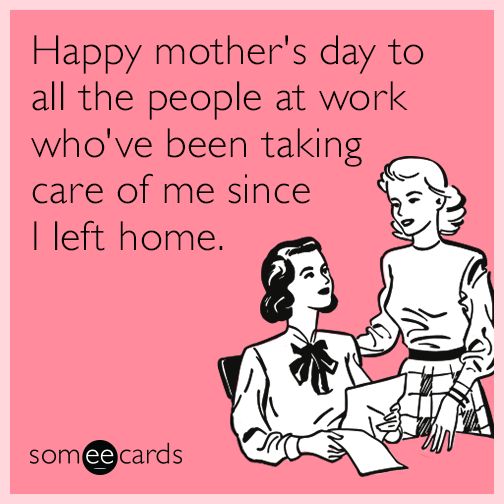 Happy mother's day to
all the people at work
who've been taking
care of me since
I left home.
someecards